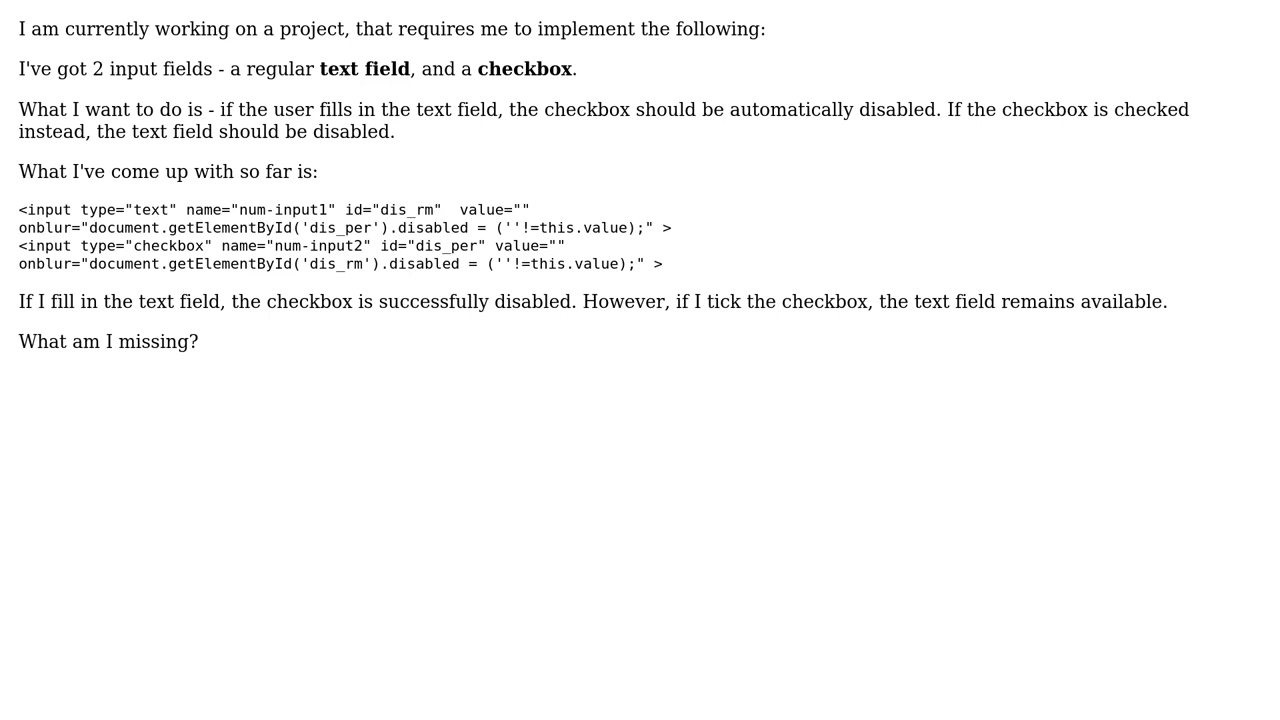 I am currently working on a project, that requires me to implement the following:
I've got 2 input fields - a regular text field, and a checkbox.
What I want to do is - if the user fills in the text field, the checkbox should be automatically disabled. If the checkbox is checked
instead, the text field should be disabled.
What I've come up with so far is:
<input type="text" name="num-input1" id="dis_rm"  value=""
onblur="document.getElementById('dis_per').disabled = (''!=this.value);" >
<input type="checkbox" name="num-input2" id="dis_per" value=""
onblur="document.getElementById('dis_rm').disabled = (''!=this.value);" >
If I fill in the text field, the checkbox is successfully disabled. However, if I tick the checkbox, the text field remains available.
What am I missing?